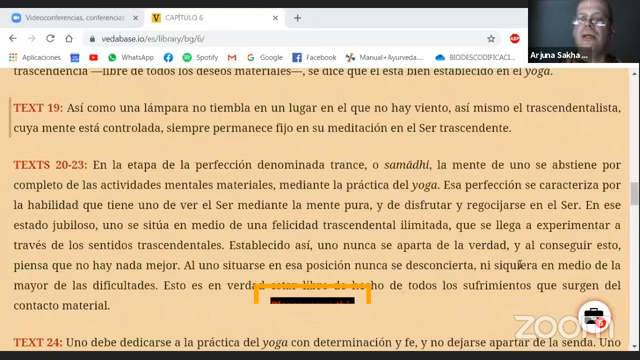 Videoconferencias, conferencias
CAPÍTULO 6
vedabase.io/es/library/bg/6/
Aplicaciones
YouTube
WhatsApp
Facebook
Manual+Ayurveda...
BIODESCODIFICACI...
Arjuna Sakha
trascendencia —libre de todos los deseos materiales—, se dice que él está bien establecido en el yoga.
TEXT 19: Así como una lámpara no tiembla en un lugar en el que no hay viento, así mismo el trascendentalista,
cuya mente está controlada, siempre permanece fijo en su meditación en el Ser trascendente.
TEXTS 20-23: En la etapa de la perfección denominada trance, o samādhi, la mente de uno se abstiene por
completo de las actividades mentales materiales, mediante la práctica del yoga. Esa perfección se caracteriza por
la habilidad que tiene uno de ver el Ser mediante la mente pura, y de disfrutar y regocijarse en el Ser. En ese
estado jubiloso, uno se sitúa en medio de una felicidad trascendental ilimitada, que se llega a experimentar a
través de los sentidos trascendentales. Establecido así, uno nunca se aparta de la verdad, y al conseguir esto,
piensa que no hay nada mejor. Al uno situarse en esa posición nunca se desconcierta, ni siquiera en medio de la
mayor de las dificultades. Esto es en verdad estar libre de hecho de todos los sufrimientos que surgen del
contacto material.
zoom
TEXT 24: Uno debe dedicarse a la práctica del yoga con determinación y fe, y no dejarse apartar de la senda. Uno